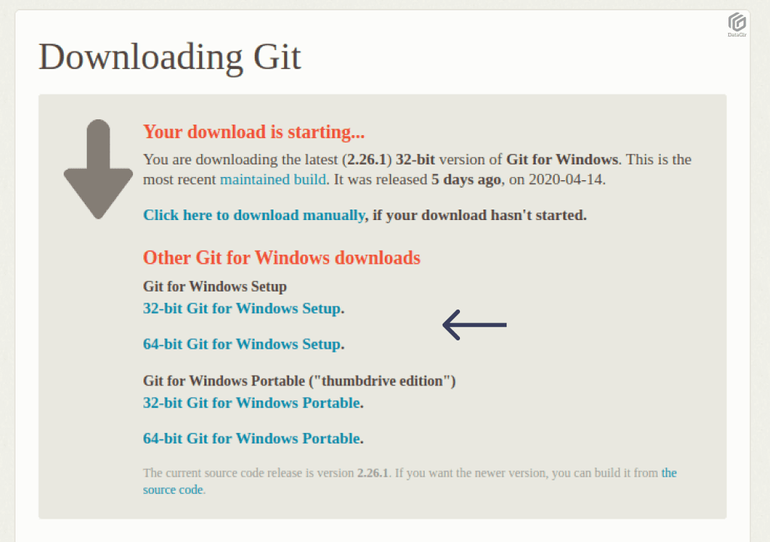 Downloading Git
Your download is starting...
You are downloading the latest (2.26.1) 32-bit version of Git for Windows. This is the
most recent maintained build. It was released 5 days ago, on 2020-04-14.
Click here to download manually, if your download hasn't started.
Other Git for Windows downloads
Git for Windows Setup
32-bit Git for Windows Setup.
64-bit Git for Windows Setup.
Git for Windows Portable ("thumbdrive edition")
32-bit Git for Windows Portable.
64-bit Git for Windows Portable.
The current source code release is version 2.26.1. If you want the newer version, you can build it from the
source code.